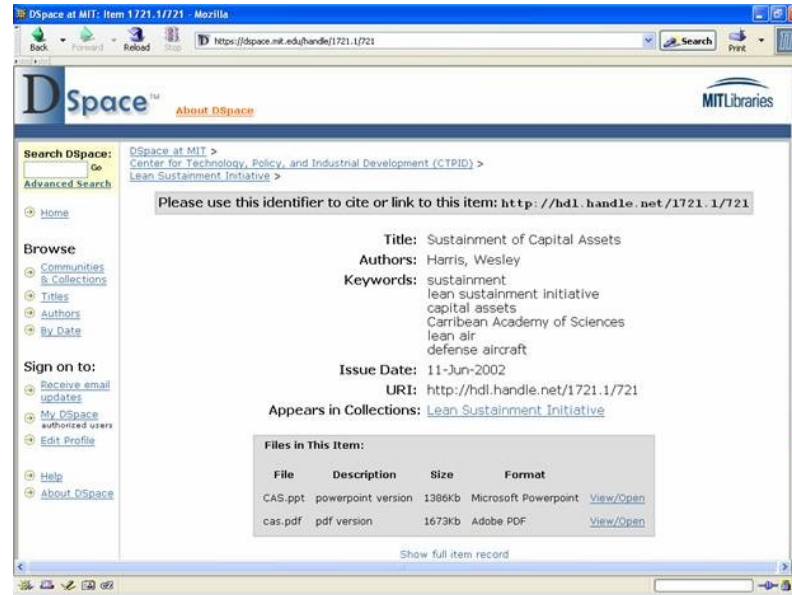 DSpace at MIT: Item 1721.1/721 - Mozilla
Back Forward Reload Stop https://dspace.mit.edu/handle/1721.1/721 Search Print
DSpace™ About DSpace
MITLibraries
Search DSpace:
Go
Advanced Search
Home
Browse
Communities
& Collections
Titles
Authors
By Date
Sign on to:
Receive email
updates
My DSpace
authorized users
Edit Profile
Help
About DSpace
DSpace at MIT >
Center for Technology, Policy, and Industrial Development (CTPID) >
Lean Sustainment Initiative >
Please use this identifier to cite or link to this item: http://hdl.handle.net/1721.1/721
Title: Sustainment of Capital Assets
Authors: Harris, Wesley
Keywords: sustainment
lean sustainment initiative
capital assets
Carribean Academy of Sciences
lean air
defense aircraft
Issue Date: 11-Jun-2002
URI: http://hdl.handle.net/1721.1/721
Appears in Collections: Lean Sustainment Initiative
Files in This Item:
File Description Size Format
CAS.ppt powerpoint version 1386Kb Microsoft Powerpoint View/Open
cas.pdf pdf version 1673Kb Adobe PDF View/Open
Show full item record